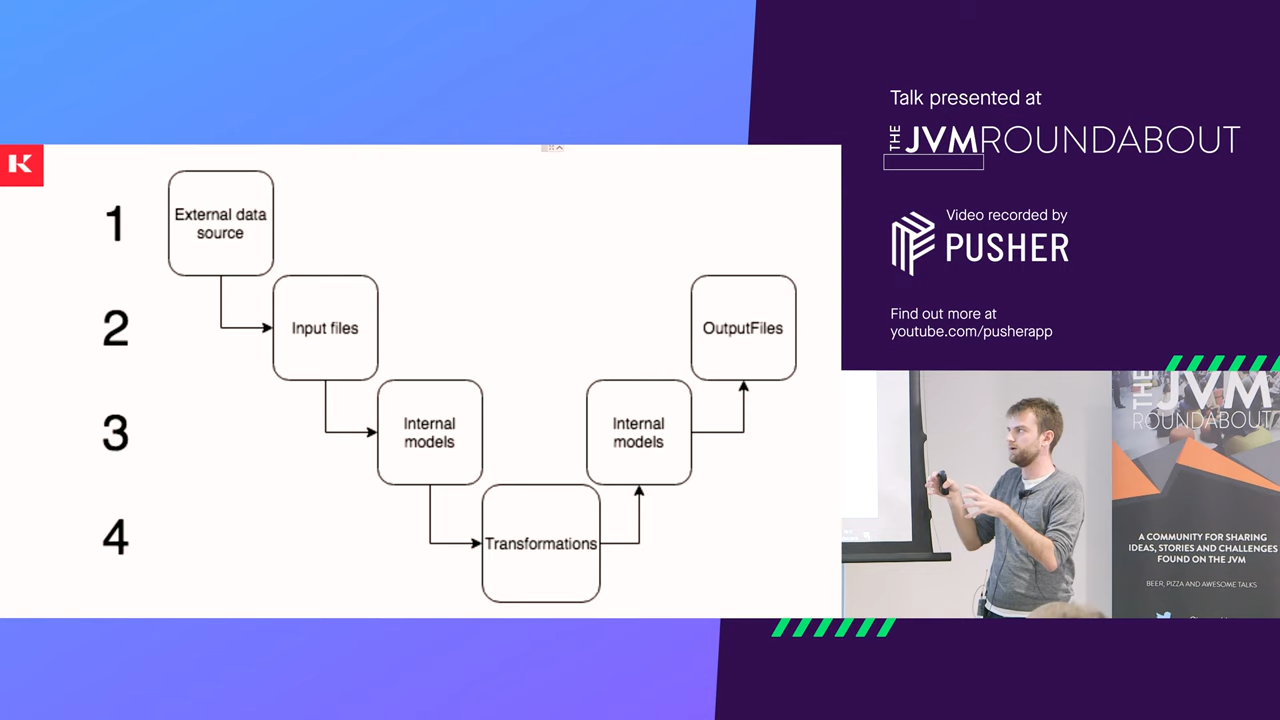 K
1
External data
source
2
Input files
OutputFiles
3
Internal
models
Internal
models
4
Transformations
Talk presented at
THE JVMROUNDABOUT
Video recorded by
PUSHER
Find out more at
youtube.com/pusherapp
THE JVM
ROUNDABOUT
A COMMUNITY FOR SHARING
IDEAS, STORIES AND CHALLENGES
FOUND ON THE JVM
BEER, PIZZA AND AWESOME TALKS